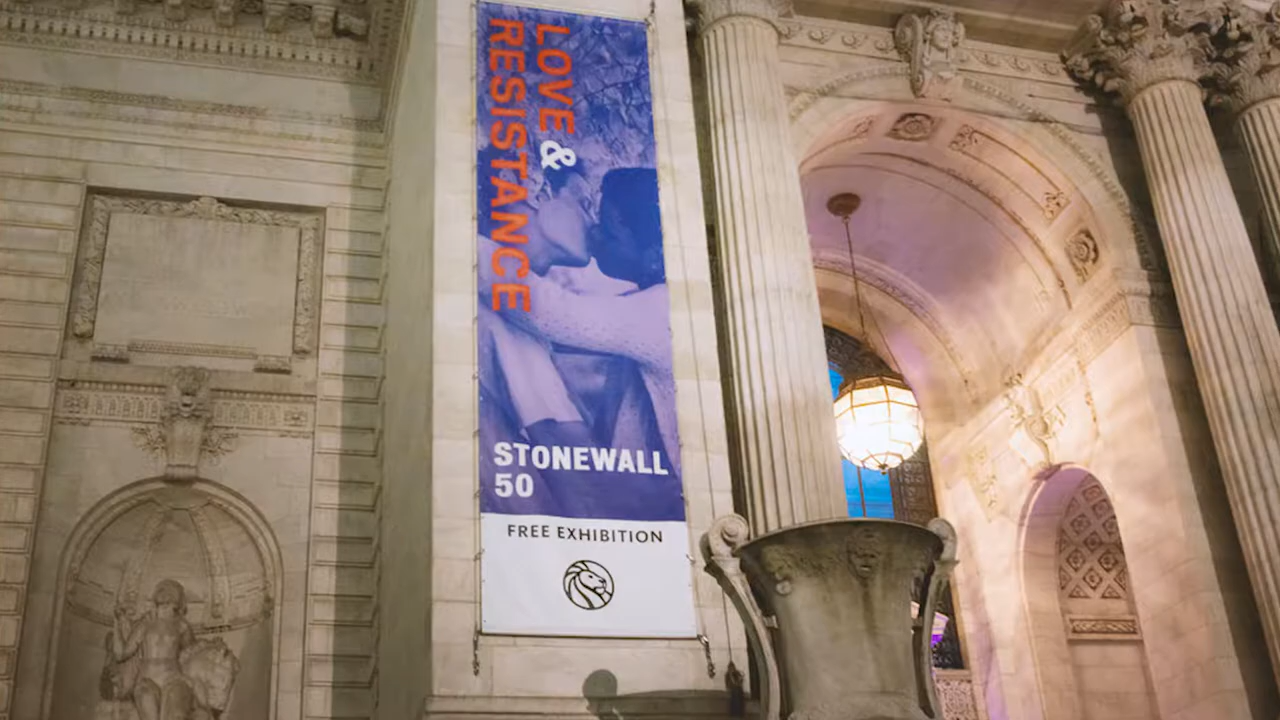 LOVE &
RESISTANCE
STONEWALL
50
FREE EXHIBITION